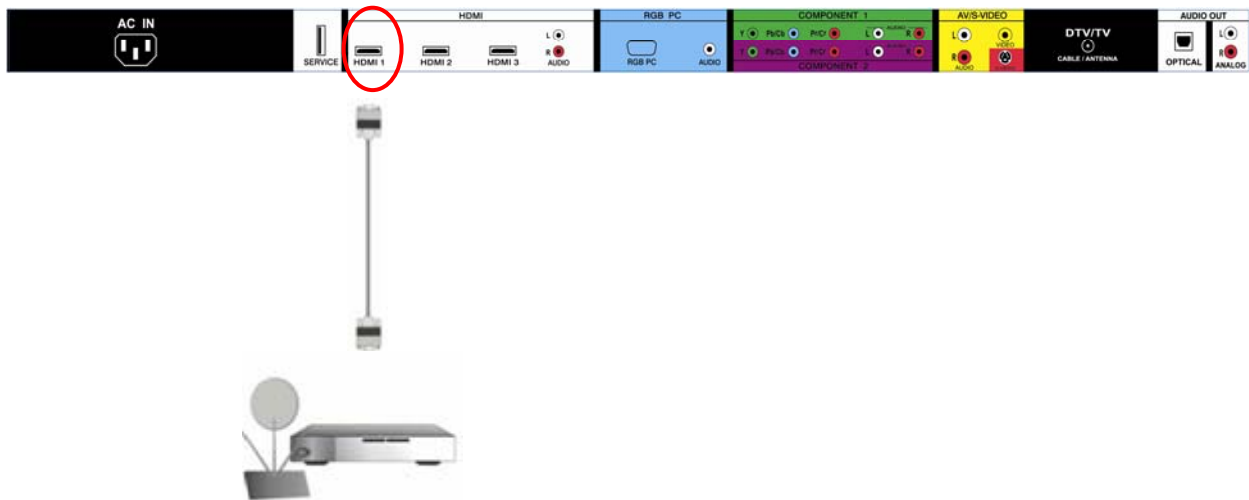 AC IN
SERVICE
HDMI
HDMI 1
HDMI 2
HDMI 3
L
R
AUDIO
RGB PC
RGB PC
AUDIO
COMPONENT 1
Y Pb/Cb Pr/Cr L AUDIO R
Y Pb/Cb Pr/Cr L R
COMPONENT 2
AV/S-VIDEO
L
VIDEO
R
AUDIO
DTV/TV
CABLE / ANTENNA
AUDIO OUT
OPTICAL
L
R
ANALOG